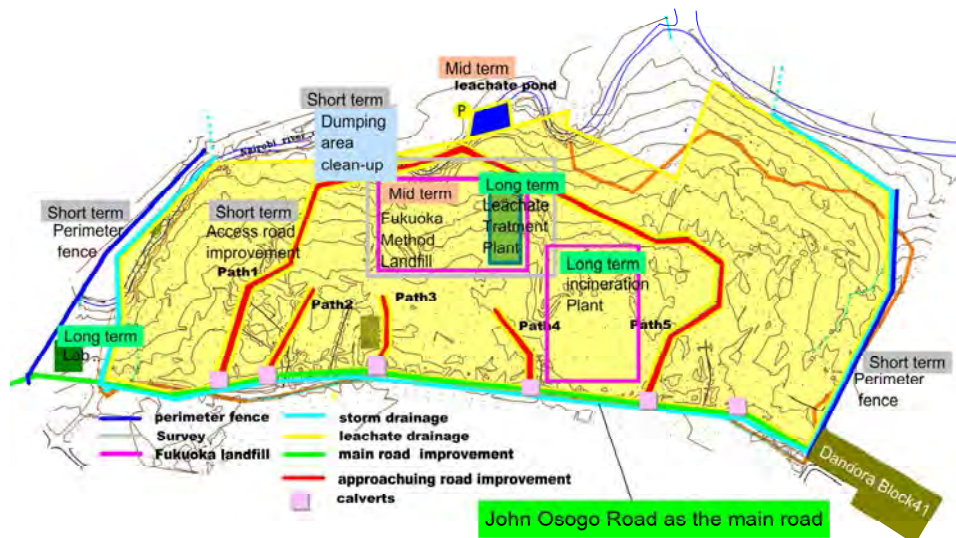 Mid term
leachate pond
P
Short term
Dumping
area
clean-up
Nairobi river
Short term
Perimeter
fence
Short term
Access road
improvement
Mid term
Fukuoka
Method
Landfill
Long term
Leachate
Tratment
Plant
Long term
incineration
Plant
Path1
Path2
Path3
Path4
Path5
Long term
Lab
Short term
Perimeter
fence
perimeter fence
Survey
Fukuoka landfill
storm drainage
leachate drainage
main road improvement
approachuing road improvement
calverts
Dandora Block41
John Osogo Road as the main road